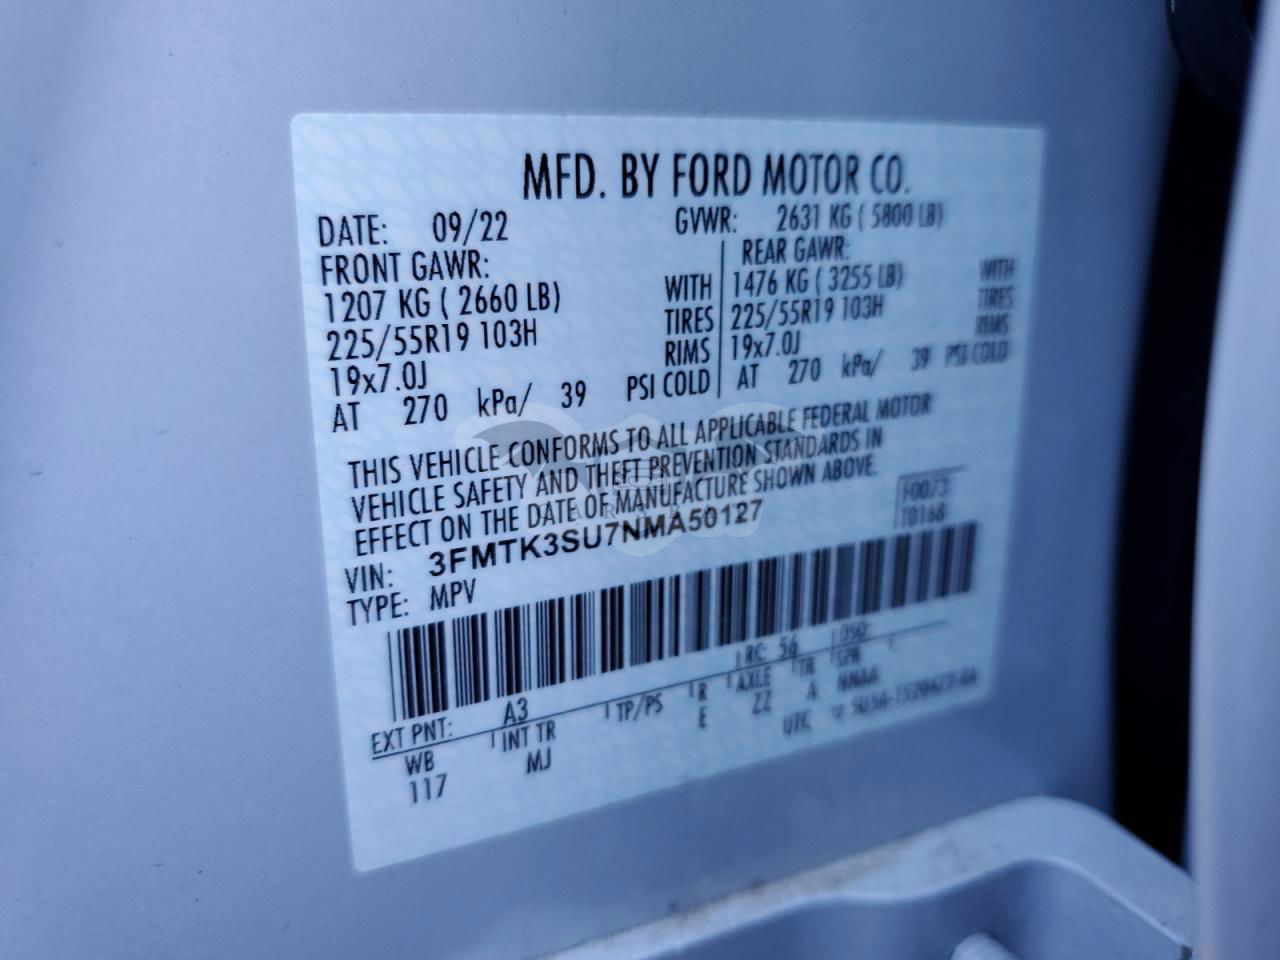 MFD. BY FORD MOTOR CO.
DATE: 09/22 GVWR: 2631 KG ( 5800 LB)
FRONT GAWR: REAR GAWR:
1207 KG ( 2660 LB) WITH 1476 KG ( 3255 LB) WITH
225/55R19 103H TIRES 225/55R19 103H TIRES
19x7.0J RIMS 19x7.0J RIMS
AT 270 kPa/ 39 PSI COLD AT 270 kPa/ 39 PSI COLD
THIS VEHICLE CONFORMS TO ALL APPLICABLE FEDERAL MOTOR
VEHICLE SAFETY AND THEFT PREVENTION STANDARDS IN
EFFECT ON THE DATE OF MANUFACTURE SHOWN ABOVE.
F0073
T0168
VIN: 3FMTK3SU7NMA50127
TYPE: MPV
EXT PNT: A3 RC: 56 DSO:
WB INT TR TP/PS R AXLE TR SPR
117 MJ E ZZ A NNAA
UTC